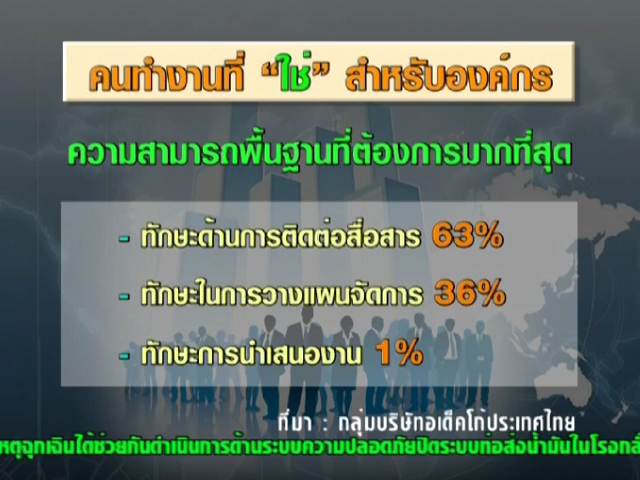 คนทำงานที่ “ใช่” สำหรับองค์กร
ความสามารถพื้นฐานที่ต้องการมากที่สุด
- ทักษะด้านการติดต่อสื่อสาร 63%
- ทักษะในการวางแผนจัดการ 36%
- ทักษะการนำเสนองาน 1%
ที่มา : กลุ่มบริษัทอเด็คโก้ประเทศไทย
หตุฉุกเฉินได้ช่วยกันดำเนินการด้านระบบความปลอดภัยปิดระบบท่อส่งน้ำมันในโรงกลั